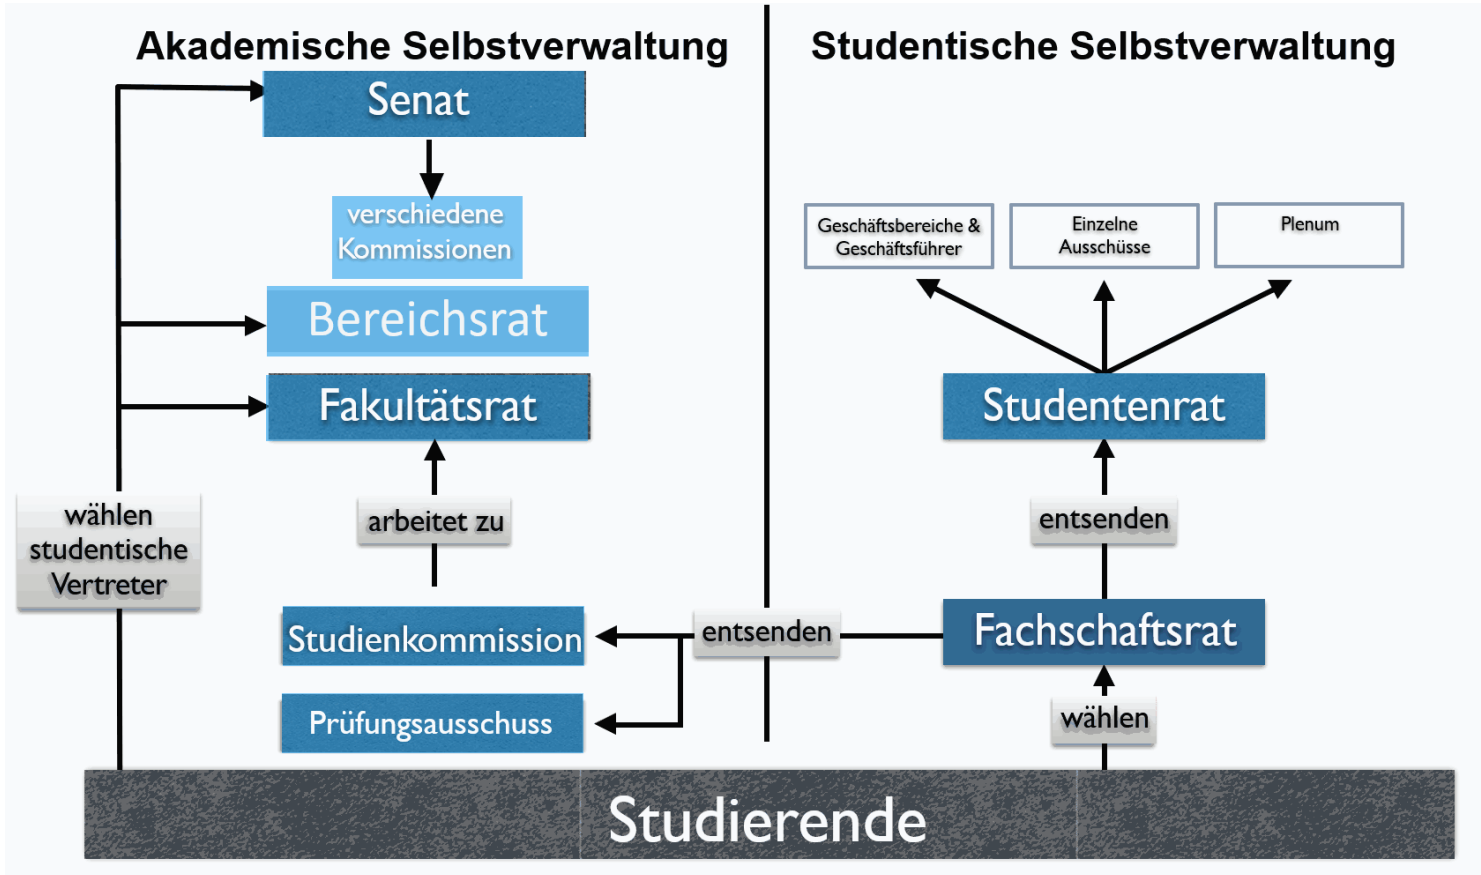 Akademische Selbstverwaltung
Senat
verschiedene
Kommissionen
Bereichsrat
Fakultätsrat
wählen
studentische
Vertreter
arbeitet zu
Studienkommission
Prüfungsausschuss
entsenden
Studentische Selbstverwaltung
Geschäftsbereiche &
Geschäftsführer
Einzelne
Ausschüsse
Plenum
Studentenrat
entsenden
Fachschaftsrat
wählen
Studierende